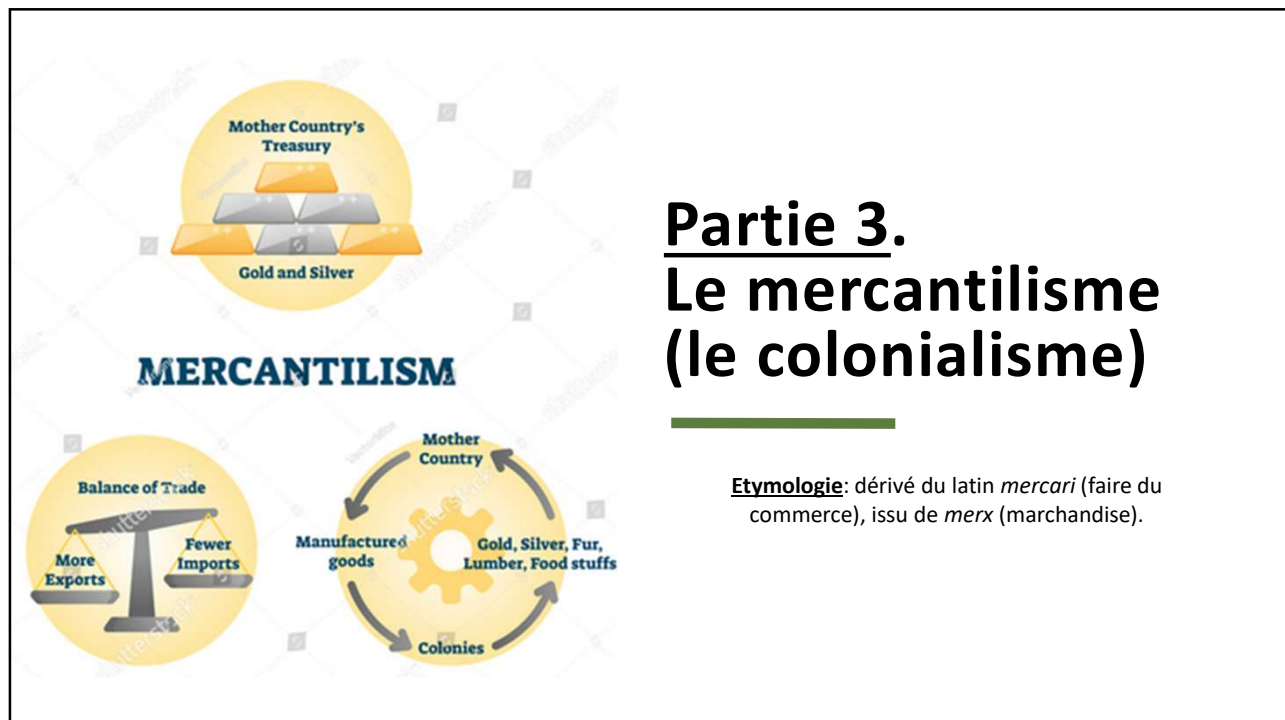 Mother Country's
Treasury
Gold and Silver
MERCANTILISM
Balance of Trade
More
Exports
Fewer
Imports
Mother
Country
Manufactured
goods
Gold, Silver, Fur,
Lumber, Food stuffs
Colonies
Partie 3.
Le mercantilisme
(le colonialisme)
Etymologie: dérivé du latin mercari (faire du
commerce), issu de merx (marchandise).
shutterstock
VectorMine